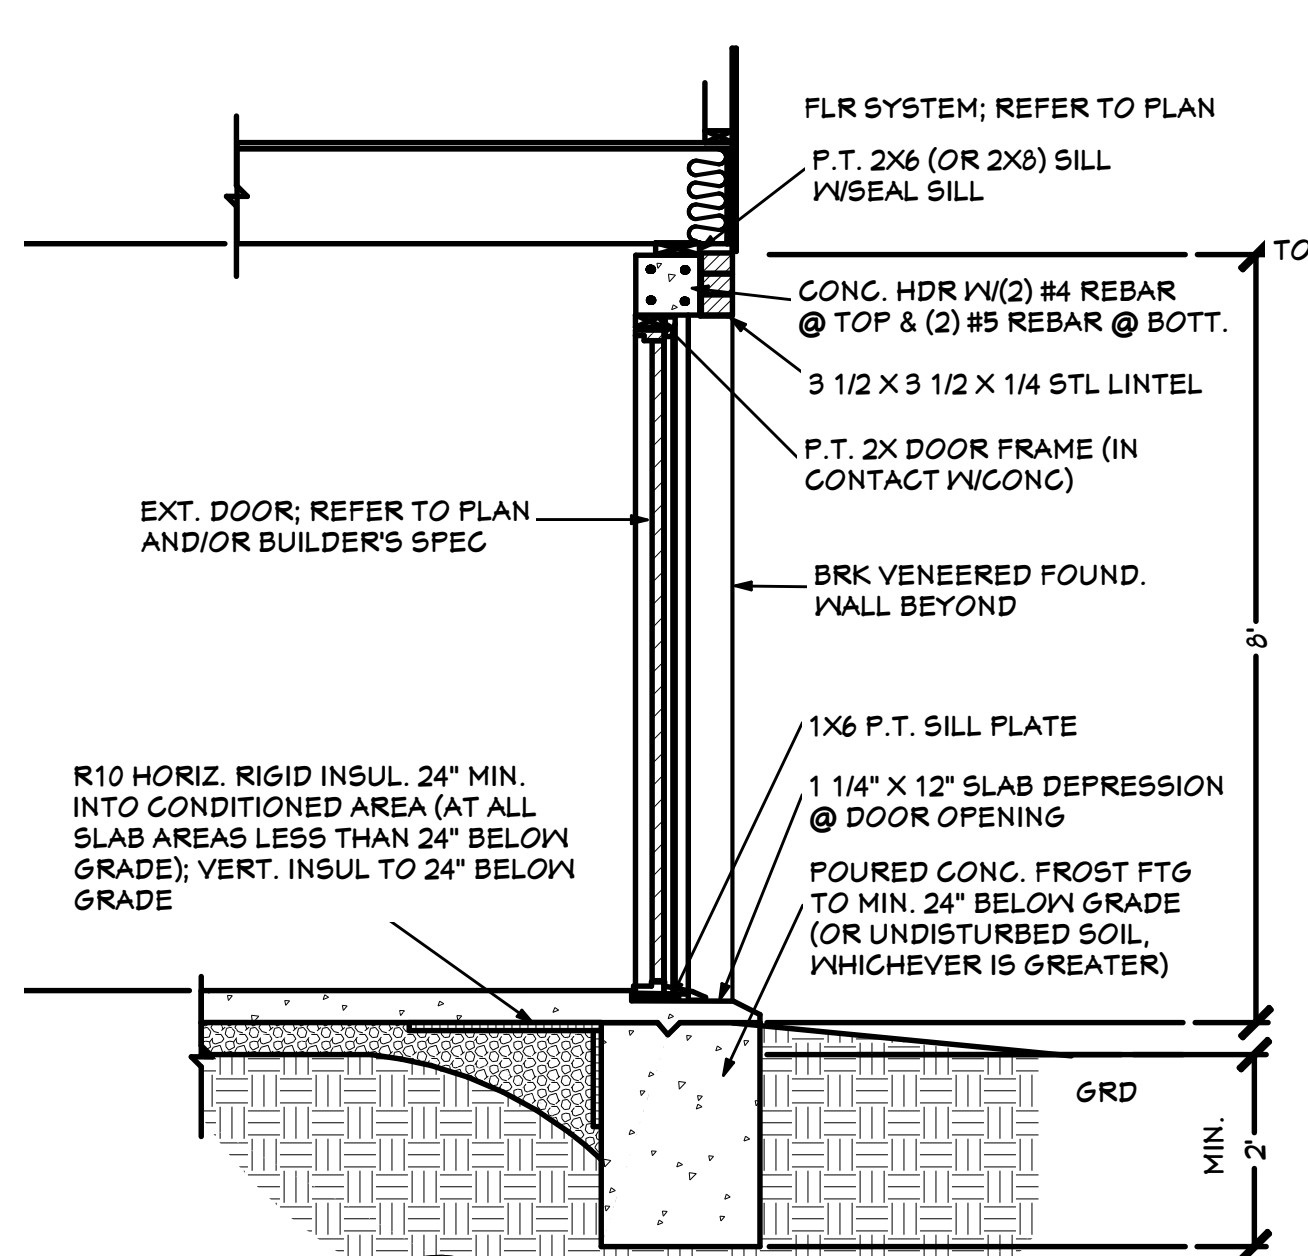 FLR SYSTEM; REFER TO PLAN
P.T. 2X6 (OR 2X8) SILL
W/SEAL SILL
TO
CONC. HDR W/(2) #4 REBAR
@ TOP & (2) #5 REBAR @ BOTT.
3 1/2 X 3 1/2 X 1/4 STL LINTEL
P.T. 2X DOOR FRAME (IN
CONTACT W/CONC)
EXT. DOOR; REFER TO PLAN
AND/OR BUILDER'S SPEC
BRK VENEERED FOUND.
WALL BEYOND
8'
1X6 P.T. SILL PLATE
R10 HORIZ. RIGID INSUL. 24" MIN.
INTO CONDITIONED AREA (AT ALL
SLAB AREAS LESS THAN 24" BELOW
GRADE); VERT. INSUL TO 24" BELOW
GRADE
1 1/4" X 12" SLAB DEPRESSION
@ DOOR OPENING
POURED CONC. FROST FTG
TO MIN. 24" BELOW GRADE
(OR UNDISTURBED SOIL,
WHICHEVER IS GREATER)
GRD
MIN.
2'